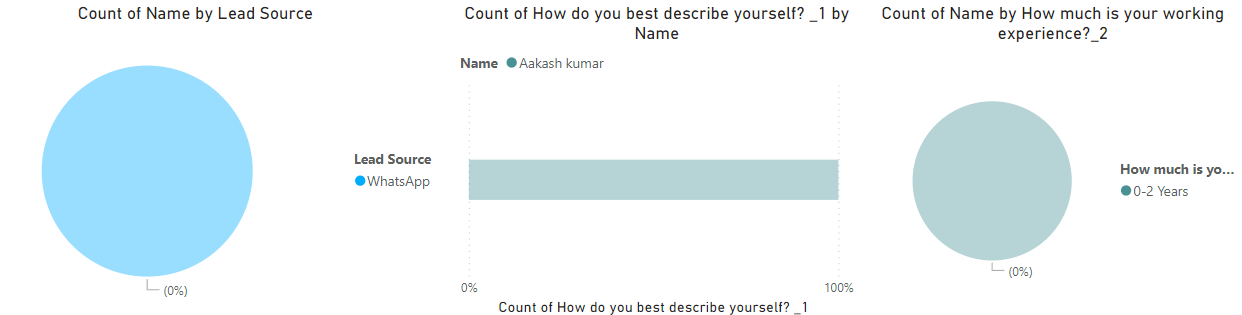 Count of Name by Lead Source
Lead Source
WhatsApp
(0%)
Count of How do you best describe yourself? _1 by
Name
Name Aakash kumar
0% 100%
Count of How do you best describe yourself? _1
Count of Name by How much is your working
experience?_2
How much is yo...
0-2 Years
(0%)